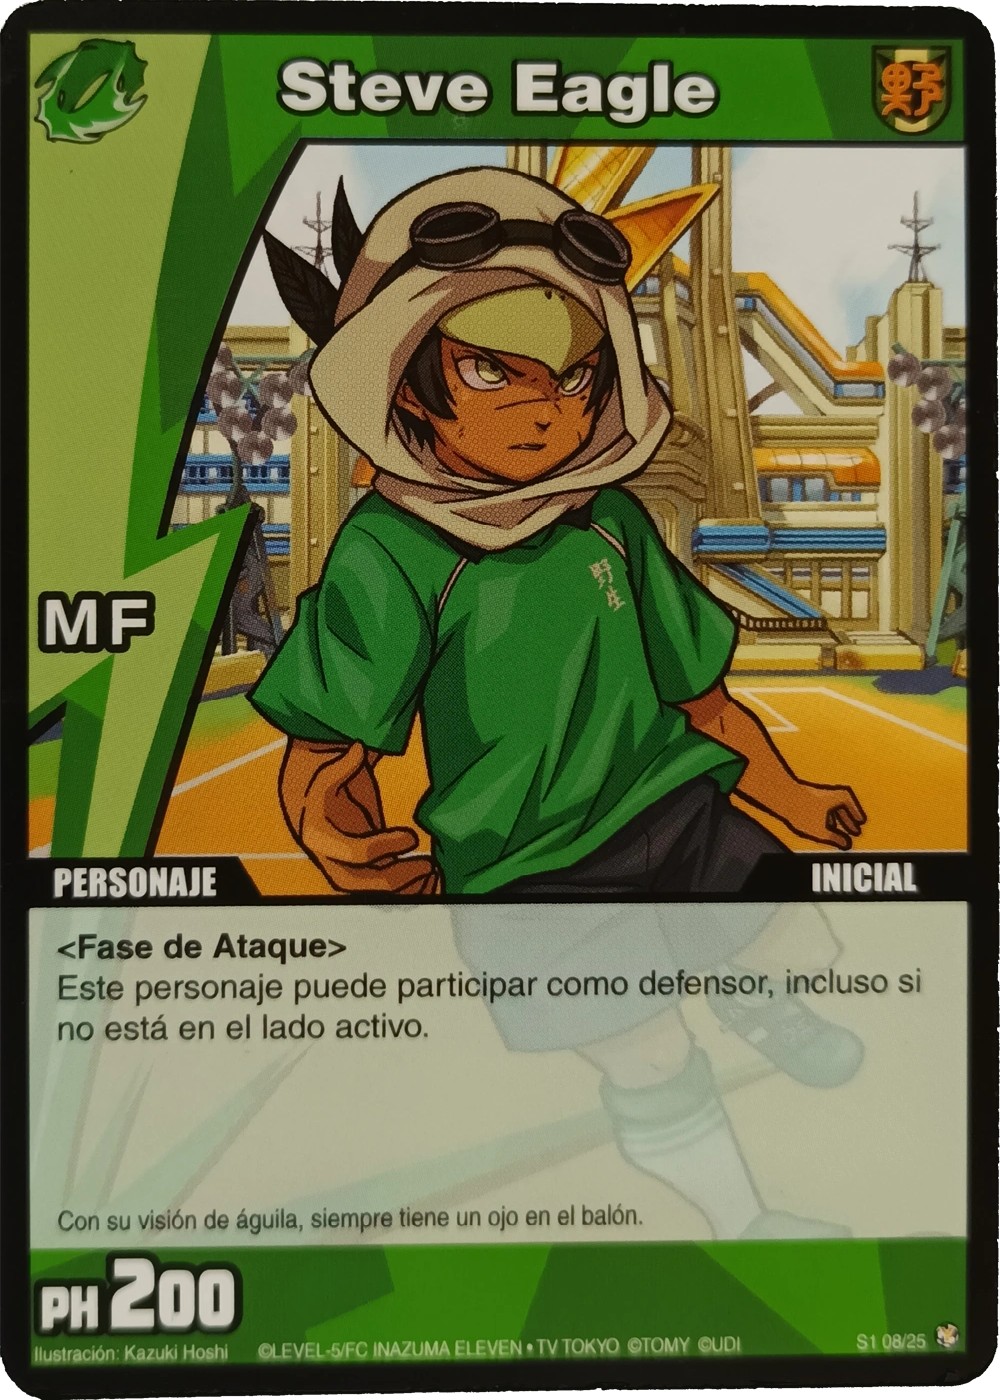 Steve Eagle
野
野生
MF
PERSONAJE
INICIAL
<Fase de Ataque>
Este personaje puede participar como defensor, incluso si
no está en el lado activo.
Con su visión de águila, siempre tiene un ojo en el balón.
PH 200
Ilustración: Kazuki Hoshi
©LEVEL-5/FC INAZUMA ELEVEN • TV TOKYO ©TOMY ©UDI
S1 08/25